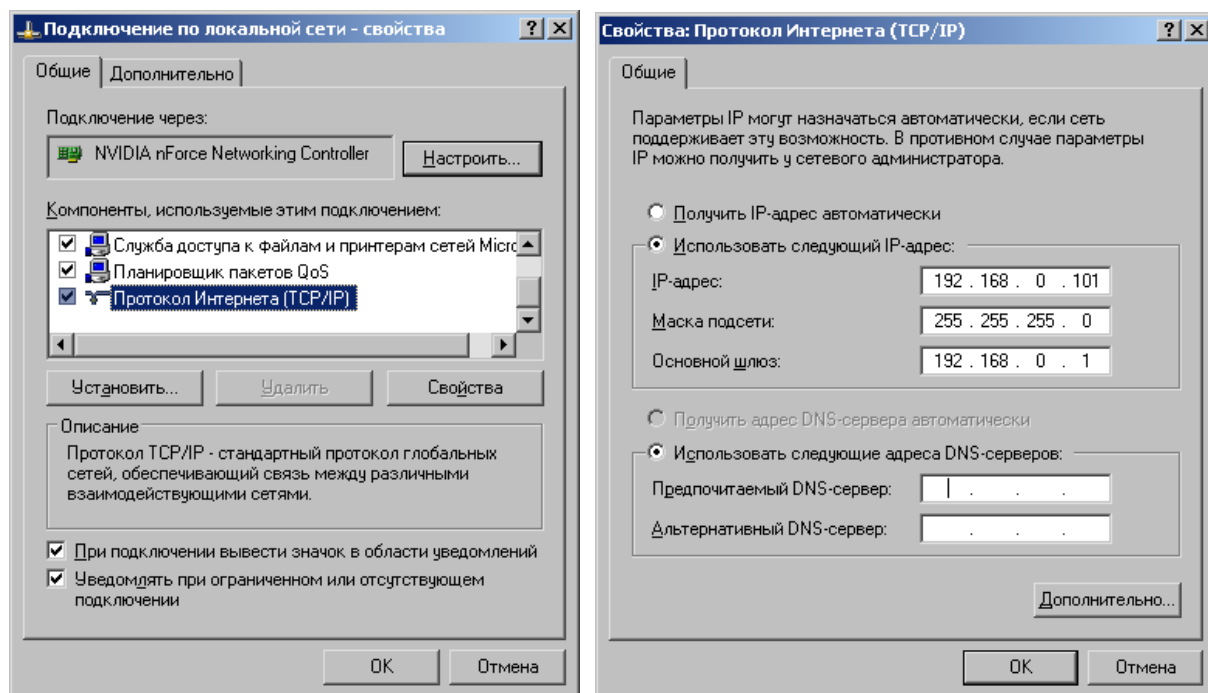 Подключение по локальной сети - свойства
Общие
Дополнительно
Подключение через:
NVIDIA nForce Networking Controller
Настроить...
Компоненты, используемые этим подключением:
Служба доступа к файлам и принтерам сетей Micro
Планировщик пакетов QoS
Протокол Интернета (TCP/IP)
Установить...
Удалить
Свойства
Описание
Протокол TCP/IP - стандартный протокол глобальных
сетей, обеспечивающий связь между различными
взаимодействующими сетями.
При подключении вывести значок в области уведомлений
Уведомлять при ограниченном или отсутствующем
подключении
OK
Отмена
Свойства: Протокол Интернета (TCP/IP)
Общие
Параметры IP могут назначаться автоматически, если сеть
поддерживает эту возможность. В противном случае параметры
IP можно получить у сетевого администратора.
Получить IP-адрес автоматически
Использовать следующий IP-адрес:
IP-адрес:
192 . 168 . 0 . 101
Маска подсети:
255 . 255 . 255 . 0
Основной шлюз:
192 . 168 . 0 . 1
Получить адрес DNS-сервера автоматически
Использовать следующие адреса DNS-серверов:
Предпочитаемый DNS-сервер:
. . .
Альтернативный DNS-сервер:
. . .
Дополнительно...
OK
Отмена